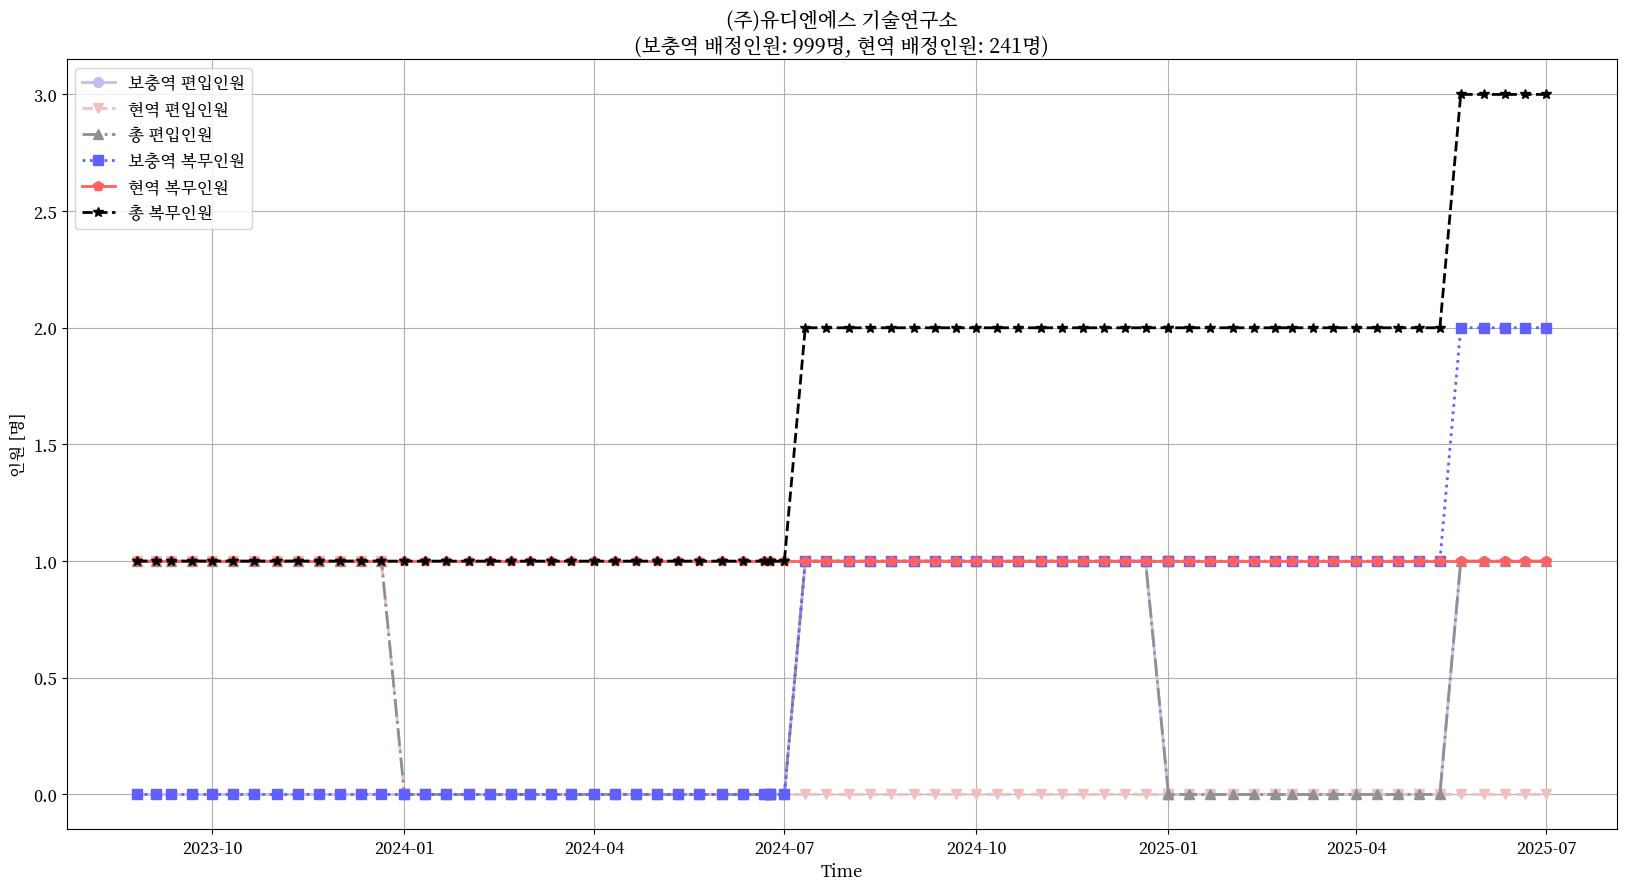 (주)유디엔에스 기술연구소
(보충역 배정인원: 999명, 현역 배정인원: 241명)
보충역 편입인원
현역 편입인원
총 편입인원
보충역 복무인원
현역 복무인원
총 복무인원
인원 [명]
3.0
2.5
2.0
1.5
1.0
0.5
0.0
2023-10
2024-01
2024-04
2024-07
2024-10
2025-01
2025-04
2025-07
Time